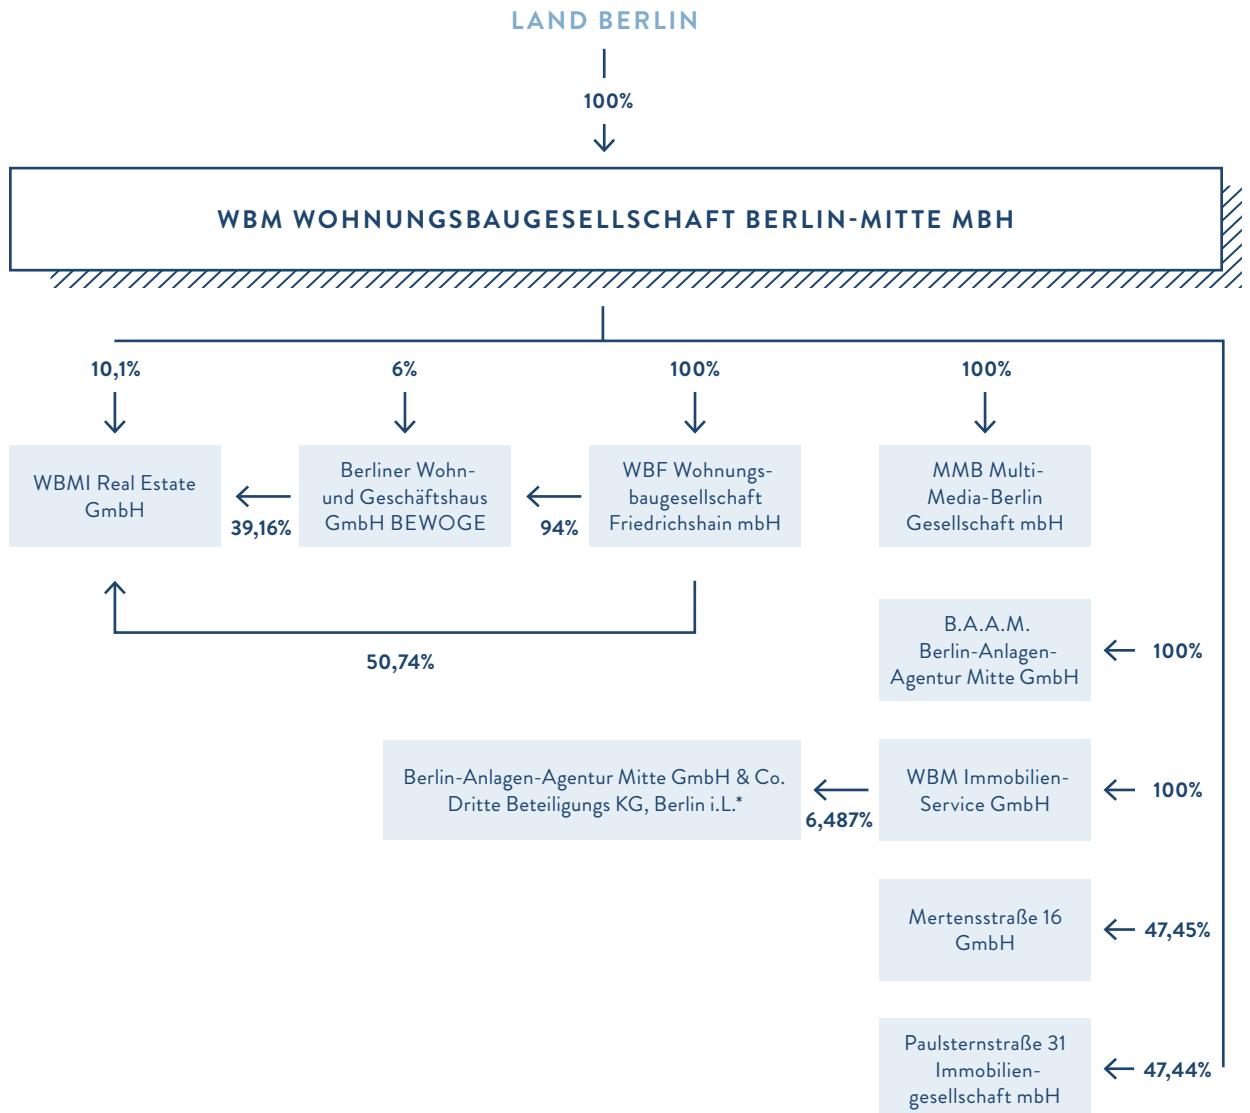 LAND BERLIN
100%
WBM WOHNUNGSBAUGESELLSCHAFT BERLIN-MITTE MBH
10,1%
6%
100%
100%
WBMI Real Estate
GmbH
39,16%
Berliner Wohn-
und Geschäftshaus
GmbH BEWOGE
94%
WBF Wohnungs-
baugesellschaft
Friedrichshain mbH
MMB Multi-
Media-Berlin
Gesellschaft mbH
50,74%
B.A.A.M.
Berlin-Anlagen-
Agentur Mitte GmbH
100%
Berlin-Anlagen-Agentur Mitte GmbH & Co.
Dritte Beteiligungs KG, Berlin i.L.*
6,487%
WBM Immobilien-
Service GmbH
100%
Mertensstraße 16
GmbH
47,45%
Paulsternstraße 31
Immobilien-
gesellschaft mbH
47,44%